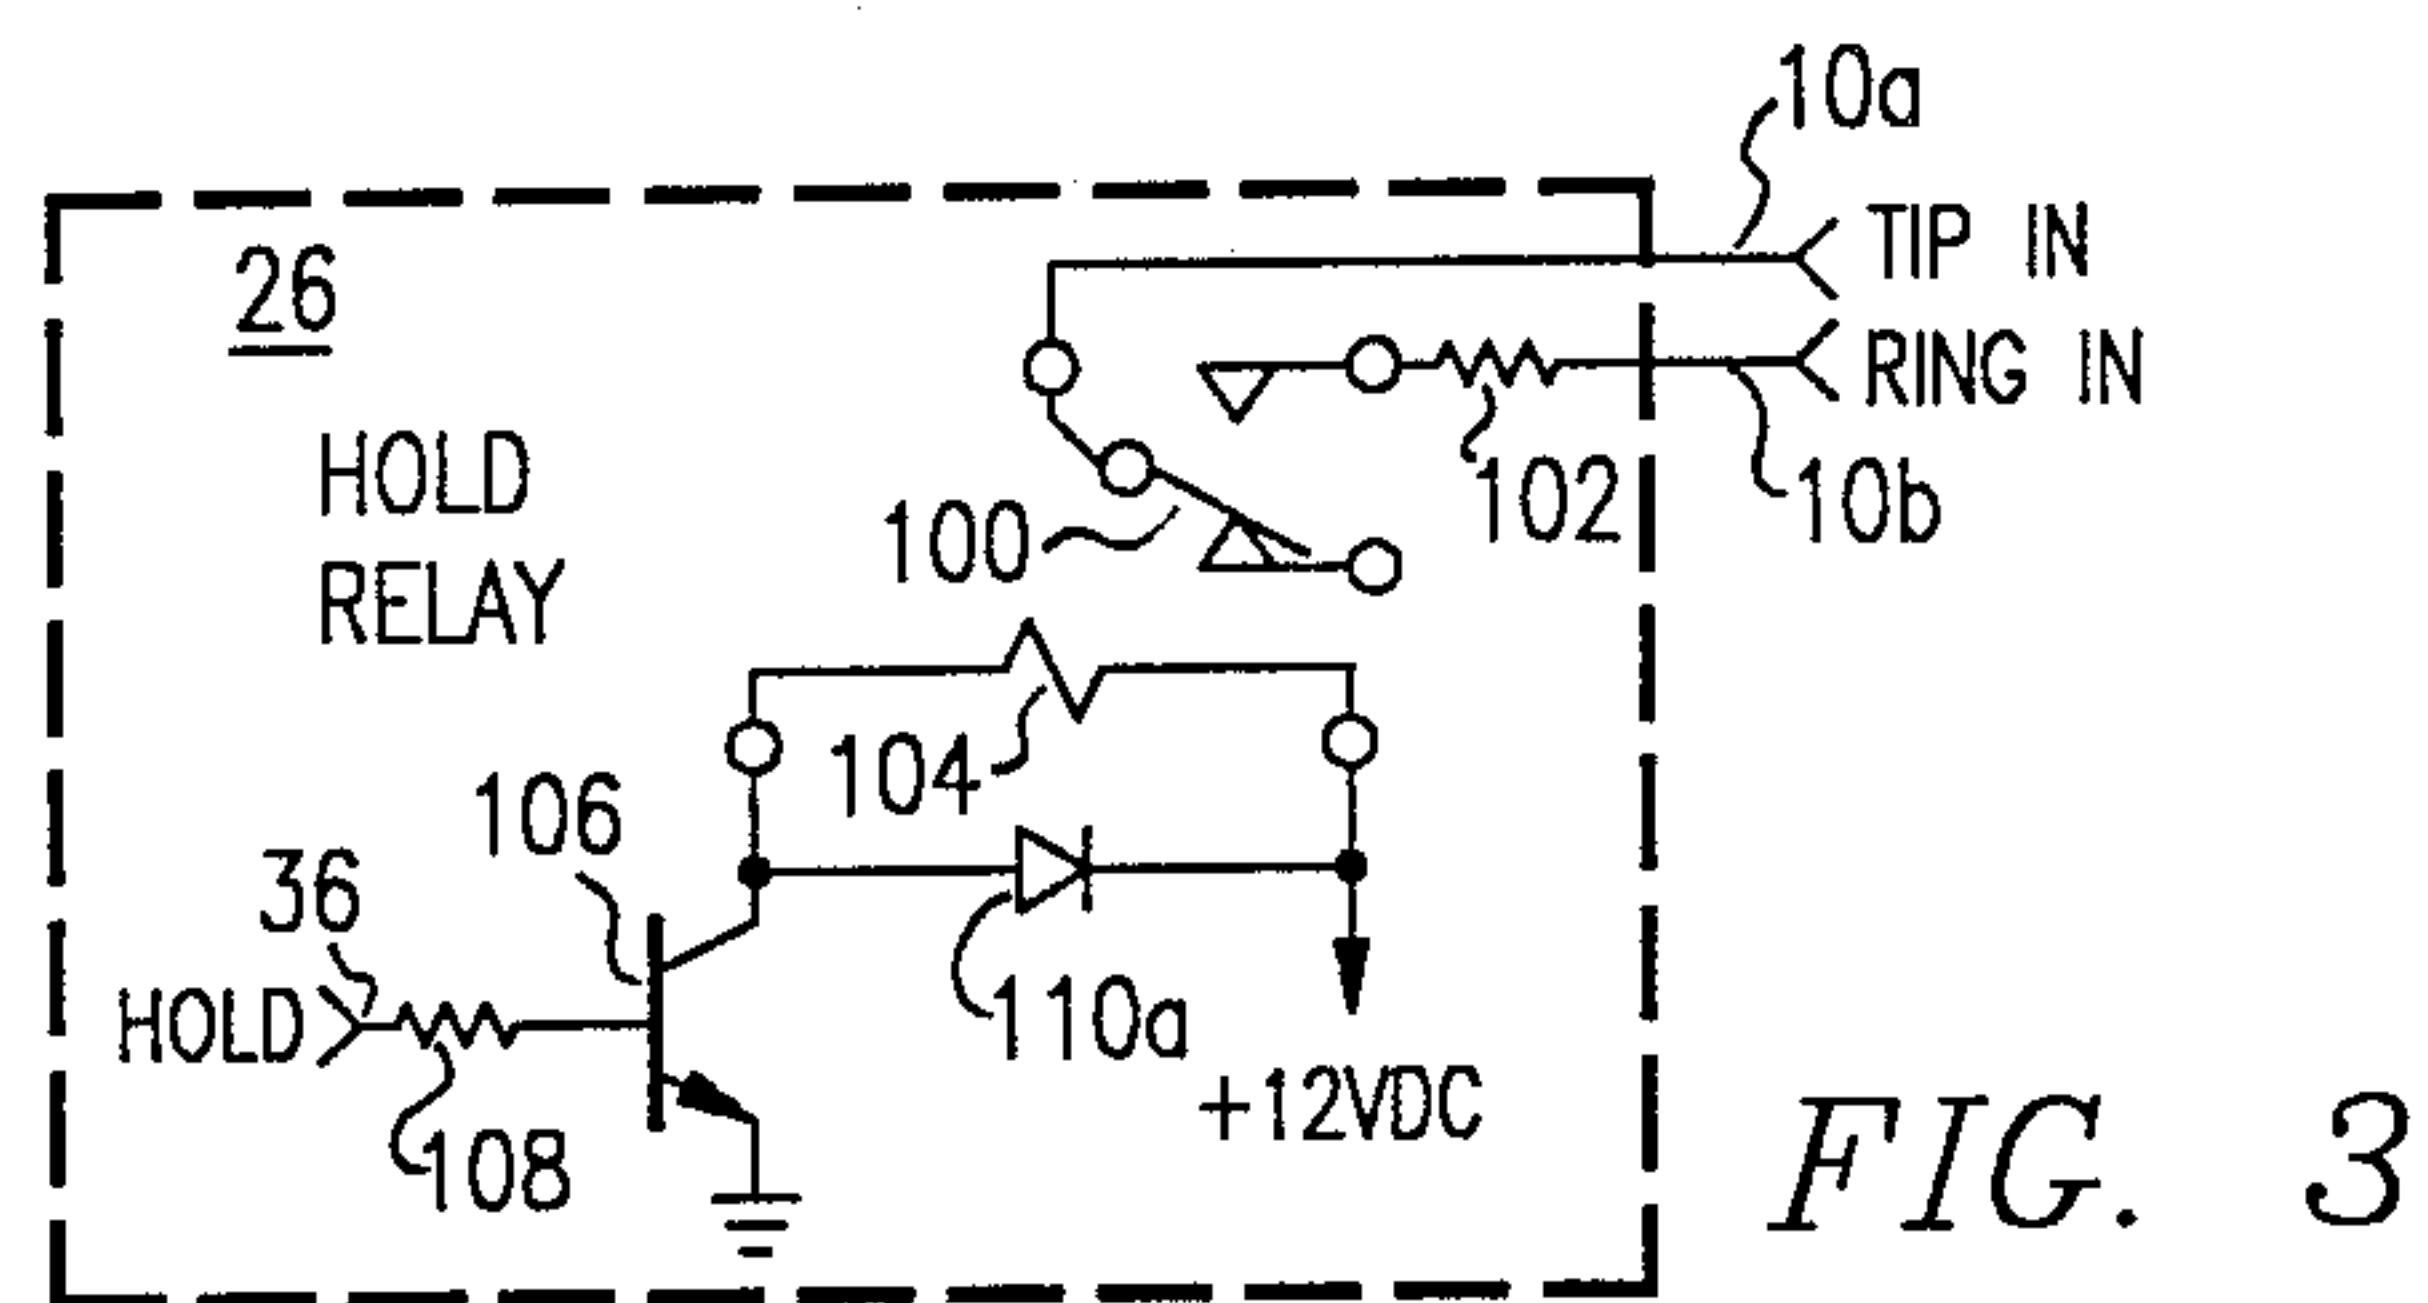 10a
TIP IN
26
RING IN
HOLD
RELAY
100
102
10b
104
106
36
HOLD
110a
108
+12VDC
FIG. 3